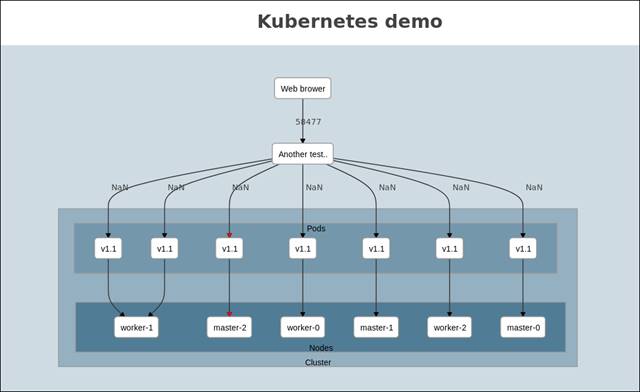 Kubernetes demo
Web brower
58477
Another test..
NaN NaN NaN NaN NaN NaN NaN
Pods
v1.1 v1.1 v1.1 v1.1 v1.1 v1.1 v1.1
worker-1 master-2 worker-0 master-1 worker-2 master-0
Nodes
Cluster